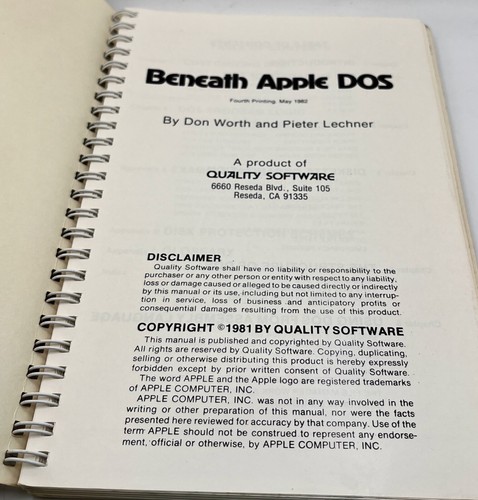 Beneath Apple DOS
Fourth Printing, May 1982
By Don Worth and Pieter Lechner
A product of
QUALITY SOFTWARE
6660 Reseda Blvd., Suite 105
Reseda, CA 91335
DISCLAIMER
Quality Software shall have no liability or responsibility to the
purchaser or any other person or entity with respect to any liability,
loss or damage caused or alleged to be caused directly or indirectly
by this manual or its use, including but not limited to any interrup-
tion in service, loss of business and anticipatory profits or
consequential damages resulting from the use of this product.
COPYRIGHT ©1981 BY QUALITY SOFTWARE
This manual is published and copyrighted by Quality Software.
All rights are reserved by Quality Software. Copying, duplicating,
selling or otherwise distributing this product is hereby expressly
forbidden except by prior written consent of Quality Software.
The word APPLE and the Apple logo are registered trademarks
of APPLE COMPUTER, INC.
APPLE COMPUTER, INC. was not in any way involved in the
writing or other preparation of this manual, nor were the facts
presented here reviewed for accuracy by that company. Use of the
term APPLE should not be construed to represent any endorse-
ment, official or otherwise, by APPLE COMPUTER, INC.